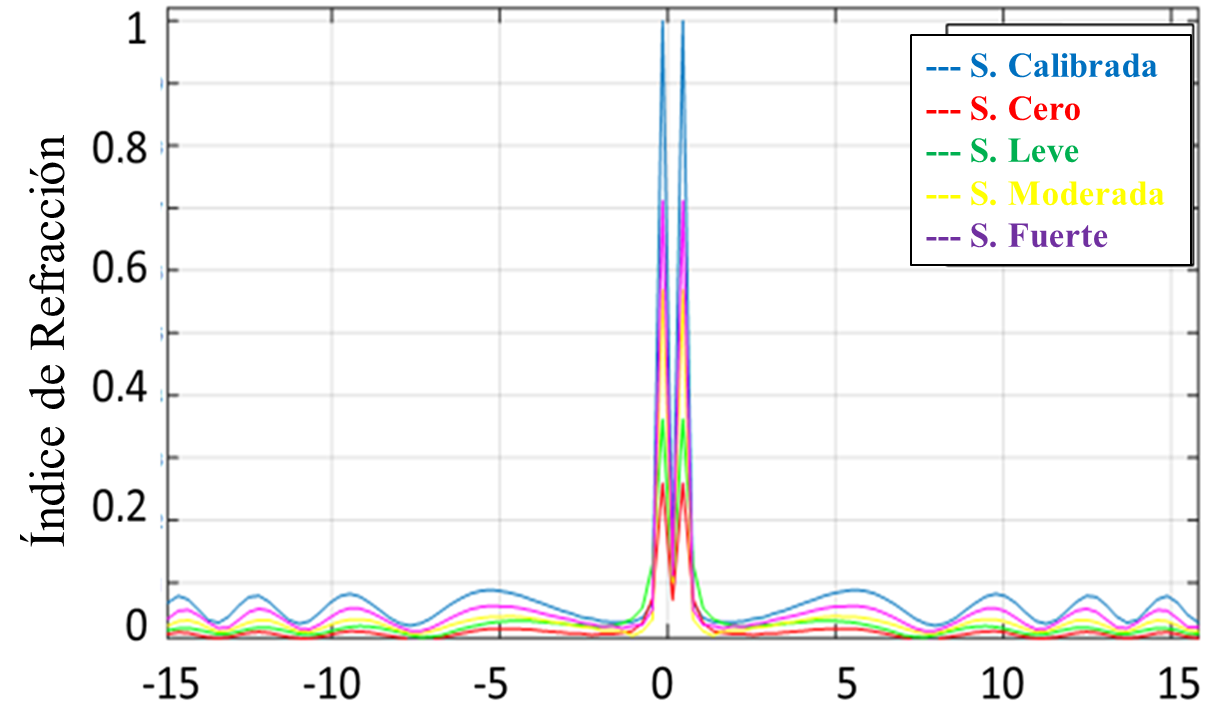 Índice de Refracción
1
0.8
0.6
0.4
0.2
0
-15 -10 -5 0 5 10 15
--- S. Calibrada
--- S. Cero
--- S. Leve
--- S. Moderada
--- S. Fuerte